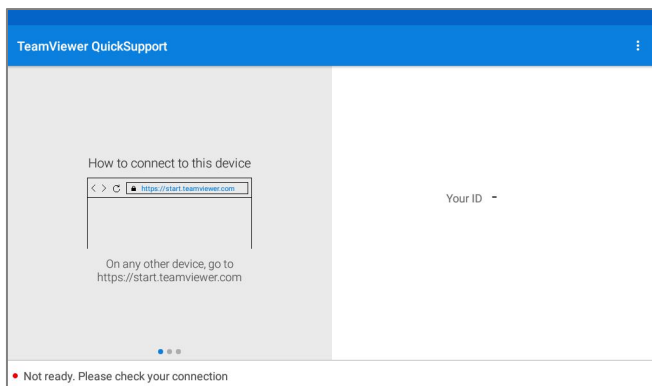 TeamViewer QuickSupport
How to connect to this device
https://start.teamviewer.com
On any other device, go to
https://start.teamviewer.com
Your ID -
Not ready. Please check your connection